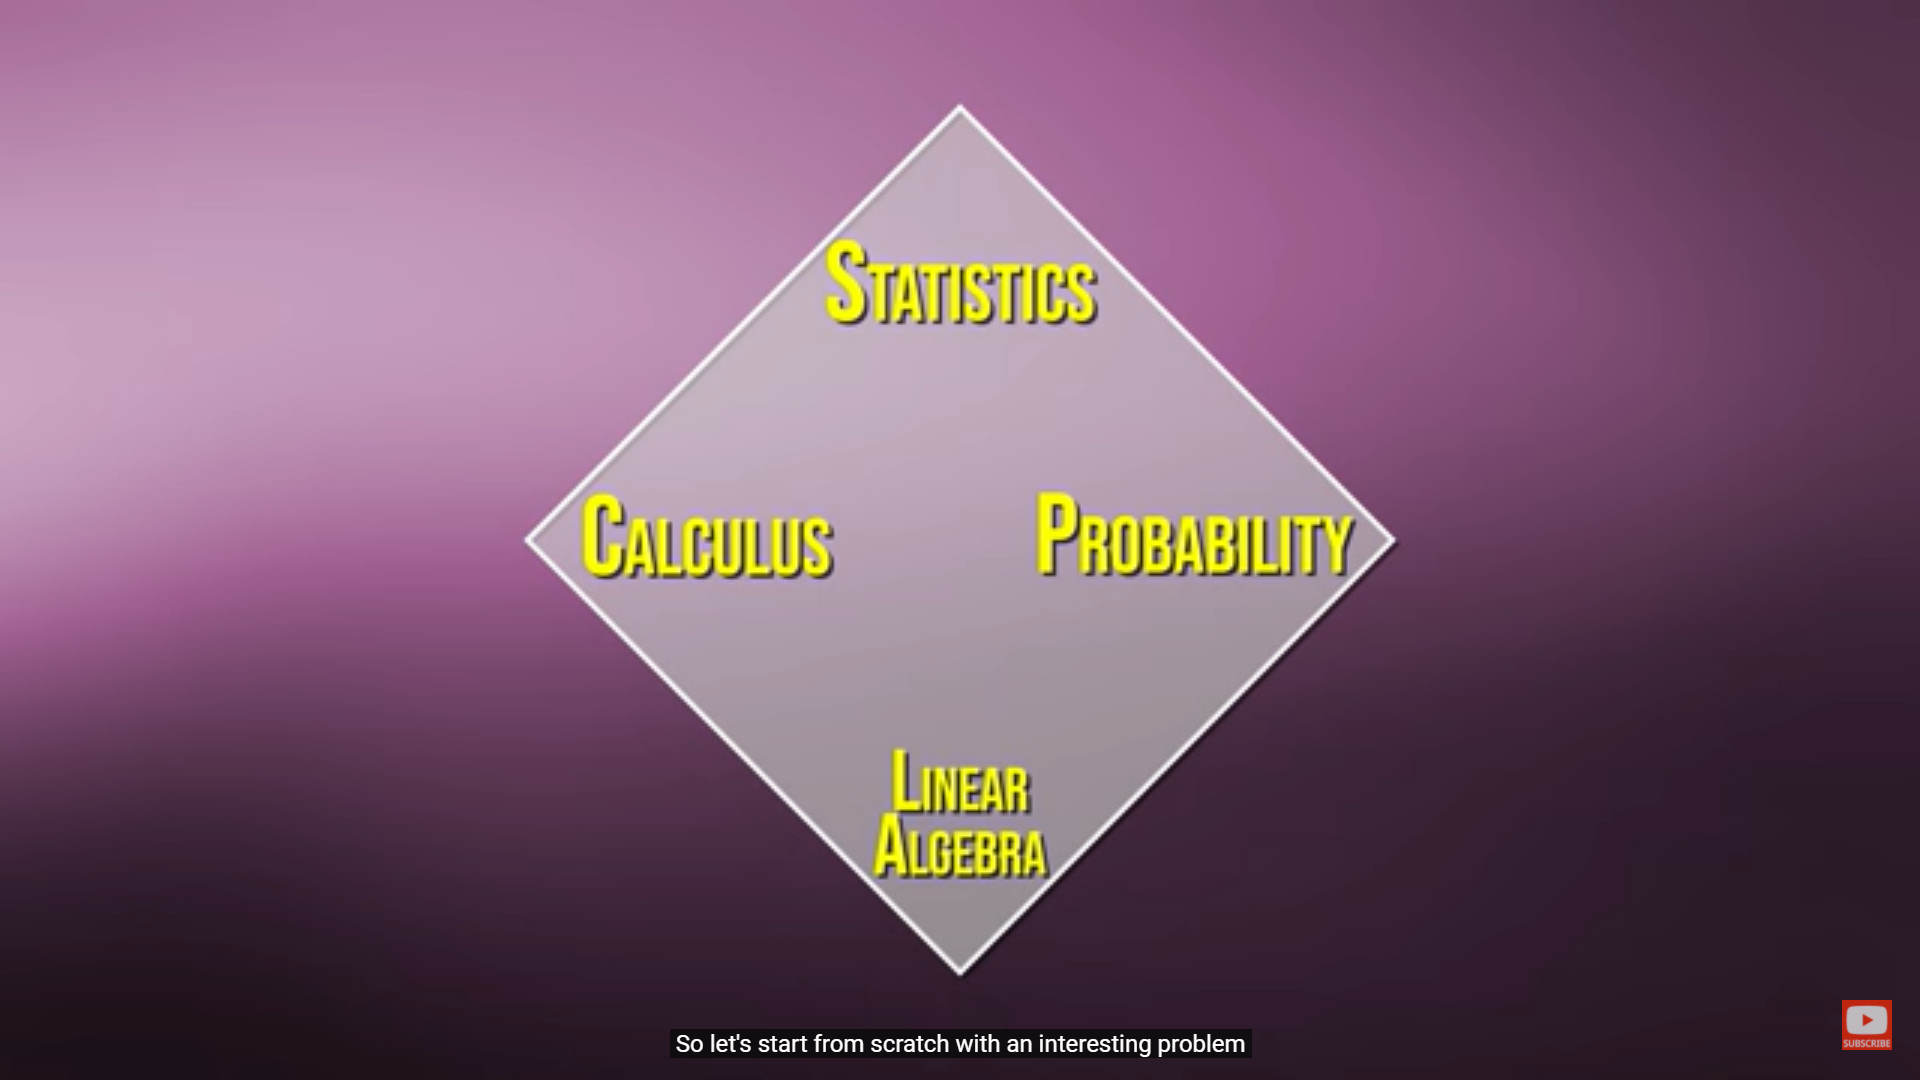 STATISTICS
CALCULUS
PROBABILITY
LINEAR
ALGEBRA
So let's start from scratch with an interesting problem
SUBSCRIBE